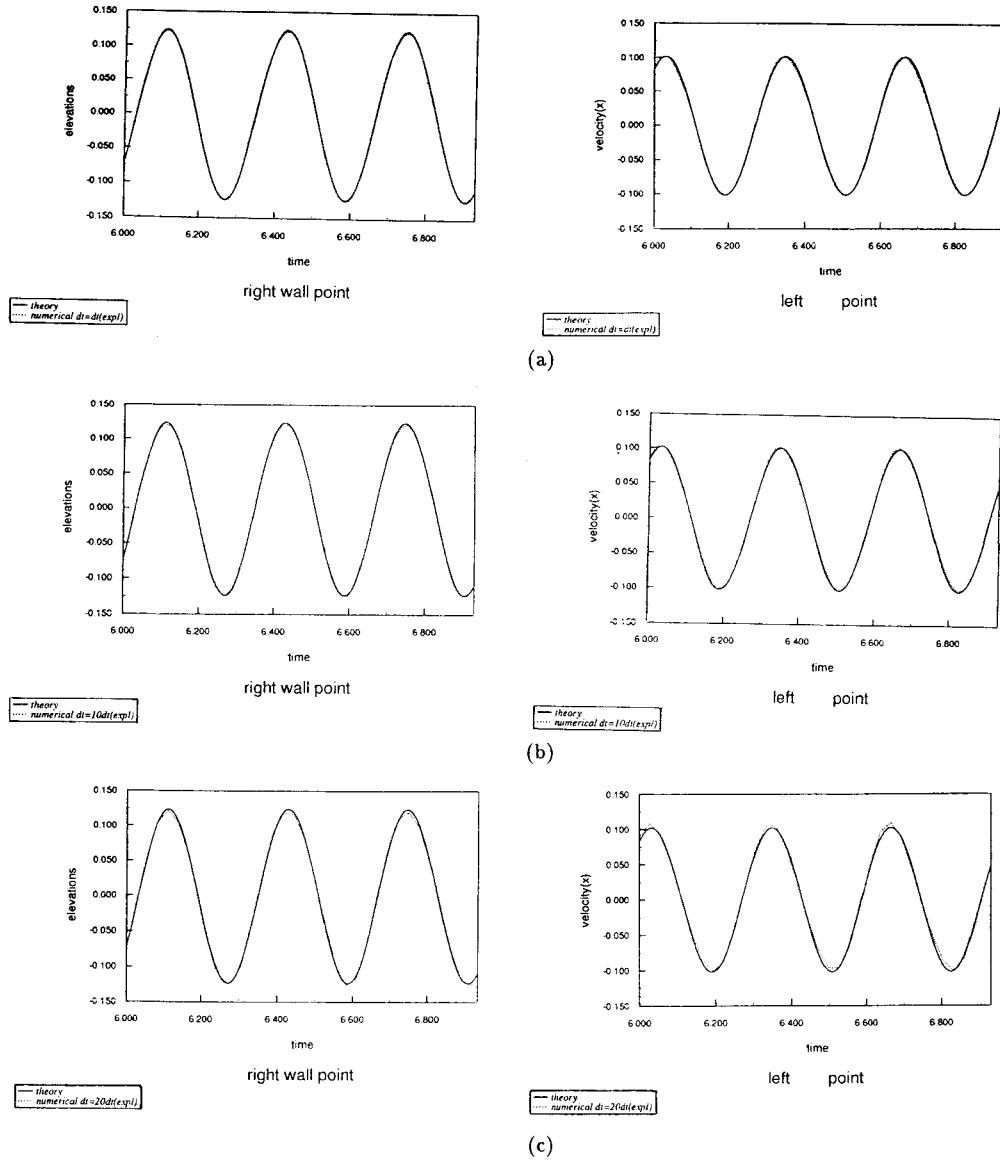 0.150
0.100
0.050
0.000
-0.050
-0.100
-0.150
elevations
6.000 6.200 6.400 6.600 6.800
time
right wall point
theory
numerical dt=dt(expl)
0.150
0.100
0.050
0.000
-0.050
-0.100
-0.150
velocity(x)
6.000 6.200 6.400 6.600 6.800
time
left point
theory
numerical dt=dt(expl)
(a)
0.150
0.100
0.050
0.000
-0.050
-0.100
-0.150
elevations
6.000 6.200 6.400 6.600 6.800
time
right wall point
theory
numerical dt=10dt(expl)
0.150
0.100
0.050
0.000
-0.050
-0.100
-0.150
velocity(x)
6.000 6.200 6.400 6.600 6.800
time
left point
theory
numerical dt=10dt(expl)
(b)
0.150
0.100
0.050
0.000
-0.050
-0.100
-0.150
elevations
6.000 6.200 6.400 6.600 6.800
time
right wall point
theory
numerical dt=20dt(expl)
0.150
0.100
0.050
0.000
-0.050
-0.100
-0.150
velocity(x)
6.000 6.200 6.400 6.600 6.800
time
left point
theory
numerical dt=20dt(expl)
(c)